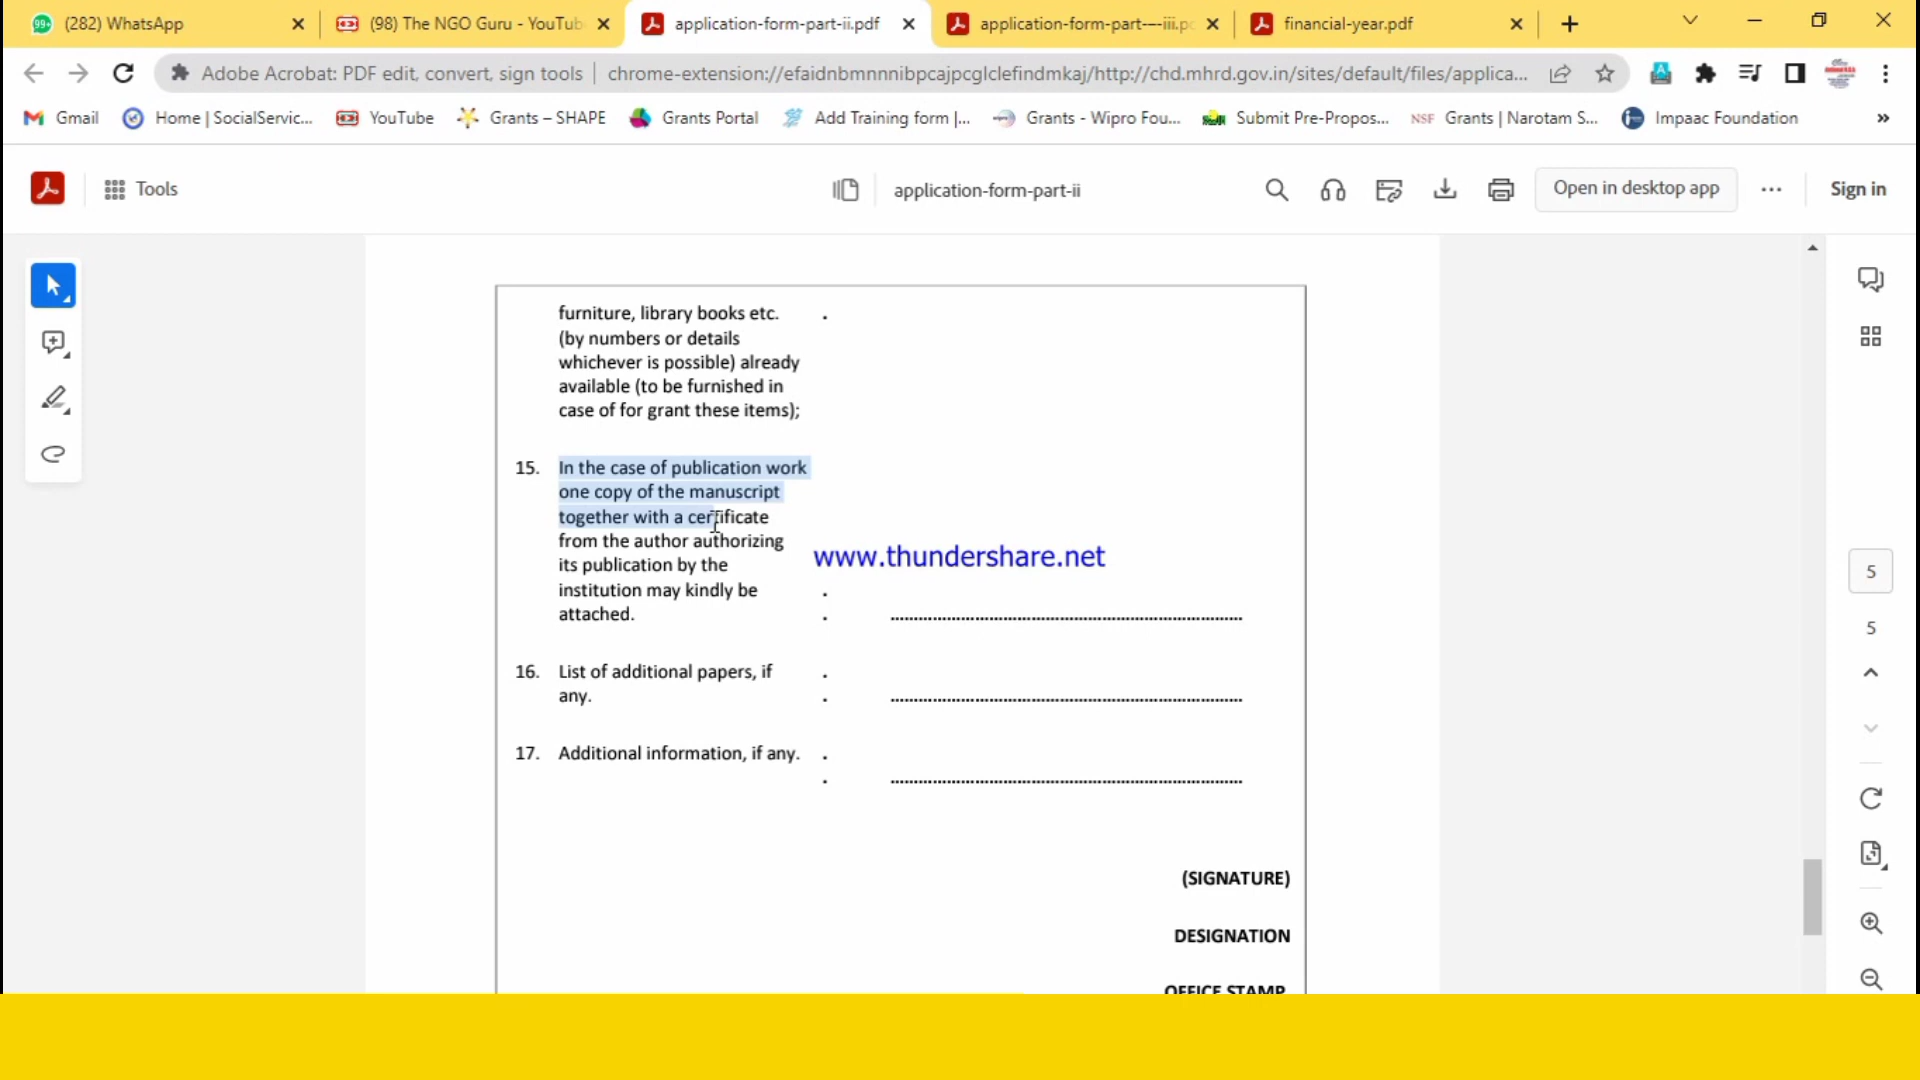 (282) WhatsApp
(98) The NGO Guru - YouTub
application-form-part-ii.pdf
application-form-part-—iii.pc
financial-year.pdf
Adobe Acrobat: PDF edit, convert, sign tools
chrome-extension://efaidnbmnnnibpcajpcglclefindmkaj/http://chd.mhrd.gov.in/sites/default/files/applica...
Gmail
Home | SocialServic...
YouTube
Grants – SHAPE
Grants Portal
Add Training form |...
Grants - Wipro Fou...
Submit Pre-Propos...
NSF
Grants | Narotam S...
Impaac Foundation
»
Tools
application-form-part-ii
Open in desktop app
Sign in
furniture, library books etc.
(by numbers or details
whichever is possible) already
available (to be furnished in
case of for grant these items);
15. In the case of publication work
one copy of the manuscript
together with a certificate
from the author authorizing
its publication by the
institution may kindly be
attached.
www.thundershare.net
16. List of additional papers, if
any.
17. Additional information, if any.
(SIGNATURE)
DESIGNATION
OFFICE STAMP
5
5